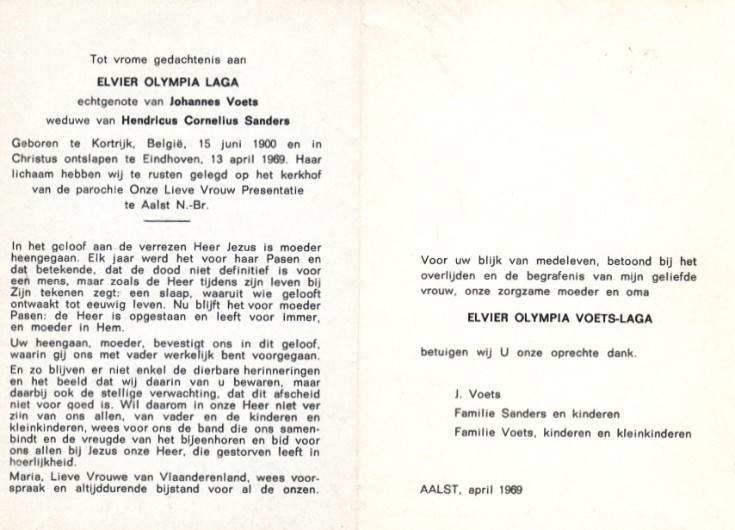 Tot vrome gedachtenis aan
ELVIER OLYMPIA LAGA
echtgenote van Johannes Voets
weduwe van Hendricus Cornelius Sanders
Geboren te Kortrijk, België, 15 juni 1900 en in
Christus ontslapen te Eindhoven, 13 april 1969. Haar
lichaam hebben wij te rusten gelegd op het kerkhof
van de parochie Onze Lieve Vrouw Presentatie
te Aalst N.-Br.
In het geloof aan de verrezen Heer Jezus is moeder
heengegaan. Elk jaar werd het voor haar Pasen en
dat betekende, dat de dood niet definitief is voor
een mens, maar zoals de Heer tijdens zijn leven bij
Zijn tekenen zegt: een slaap, waaruit wie gelooft
ontwaakt tot eeuwig leven. Nu blijft het voor moeder
Pasen: de Heer is opgestaan en leeft voor immer,
en moeder in Hem.
Uw heengaan, moeder, bevestigt ons in dit geloof,
waarin gij ons met vader werkelijk bent voorgegaan.
En zo blijven er niet enkel de dierbare herinneringen
en het beeld dat wij daarin van u bewaren, maar
daarbij ook de stellige verwachting, dat dit afscheid
niet voor goed is. Wil daarom in onze Heer niet ver
zijn van ons allen, van vader en de kinderen en
kleinkinderen, wees voor ons de band die ons samen-
bindt en de vreugde van het bijeenhoren en bid voor
ons allen bij Jezus onze Heer, die gestorven leeft in
heerlijkheid.
Maria, Lieve Vrouwe van Vlaanderenland, wees voor-
spraak en altijddurende bijstand voor al de onzen.
Voor uw blijk van medeleven, betoond bij het
overlijden en de begrafenis van mijn geliefde
vrouw, onze zorgzame moeder en oma
ELVIER OLYMPIA VOETS-LAGA
betuigen wij U onze oprechte dank.
J. Voets
Familie Sanders en kinderen
Familie Voets, kinderen en kleinkinderen
AALST, april 1969